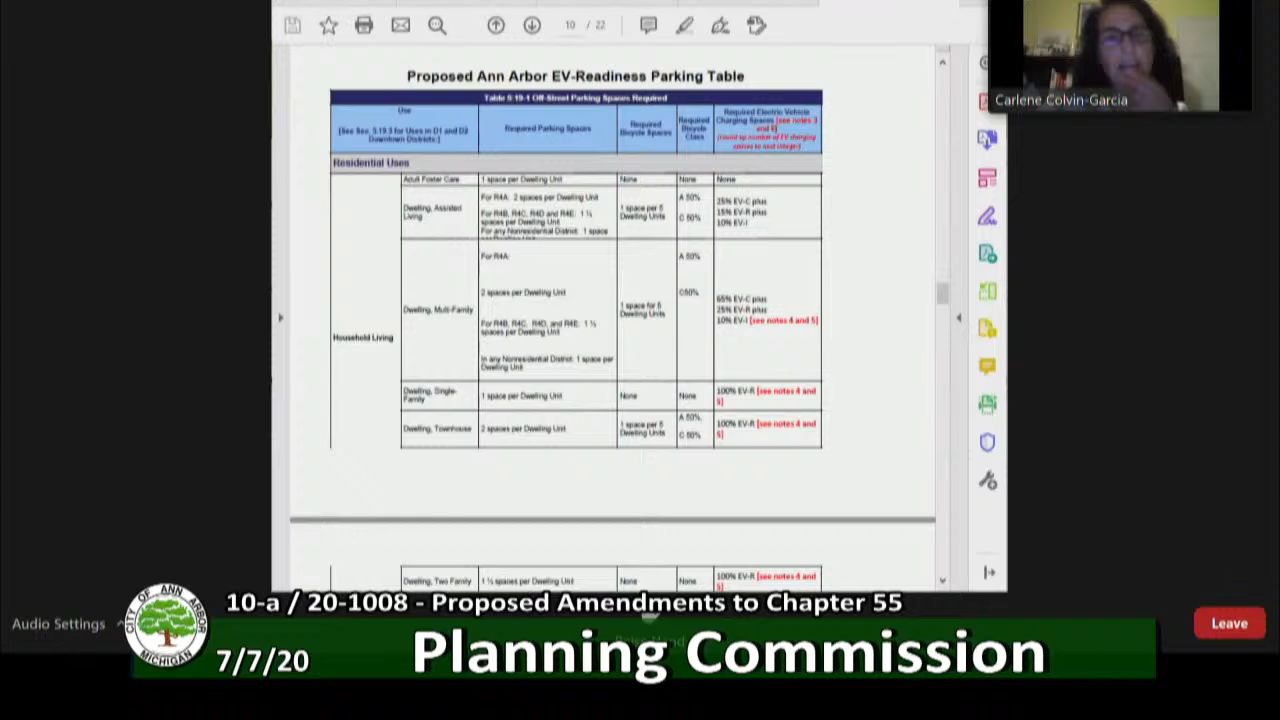 10 / 22
Carlene Colvin-Garcia
Proposed Ann Arbor EV-Readiness Parking Table
Table 5:19-1 Off-Street Parking Spaces Required
Use
[See Sec. 5.19.3 for Uses in D1 and D2
Downtown Districts.]
Required Parking Spaces
Required
Bicycle Spaces
Required
Bicycle
Class
Required Electric Vehicle
Charging Spaces [see notes 3
and 6]
(round up number of EV charging
spaces to next integer)
Residential Uses
Household Living
Adult Foster Care
1 space per Dwelling Unit
None
None
None
Dwelling, Assisted
Living
For R4A: 2 spaces per Dwelling Unit
For R4B, R4C, R4D and R4E: 1 ½
spaces per Dwelling Unit
For any Nonresidential District: 1 space
1 space per 5
Dwelling Units
A 50%
C 50%
25% EV-C plus
15% EV-R plus
10% EV-I
Dwelling, Multi-Family
For R4A:
2 spaces per Dwelling Unit
For R4B, R4C, R4D, and R4E: 1 ½
spaces per Dwelling Unit
In any Nonresidential District: 1 space per
Dwelling Unit
1 space for 5
Dwelling Units
A 50%
C50%
65% EV-C plus
25% EV-R plus
10% EV-I [see notes 4 and 5]
Dwelling, Single-
Family
1 space per Dwelling Unit
None
None
100% EV-R [see notes 4 and
5]
Dwelling, Townhouse
2 spaces per Dwelling Unit
1 space per 5
Dwelling Units
A 50%
C 50%
100% EV-R [see notes 4 and
5]
Dwelling, Two Family
1 ½ spaces per Dwelling Unit
None
None
100% EV-R [see notes 4 and
5]
Audio Settings
Leave
CITY OF ANN ARBOR
MICHIGAN
10-a / 20-1008 - Proposed Amendments to Chapter 55
7/7/20
Planning Commission